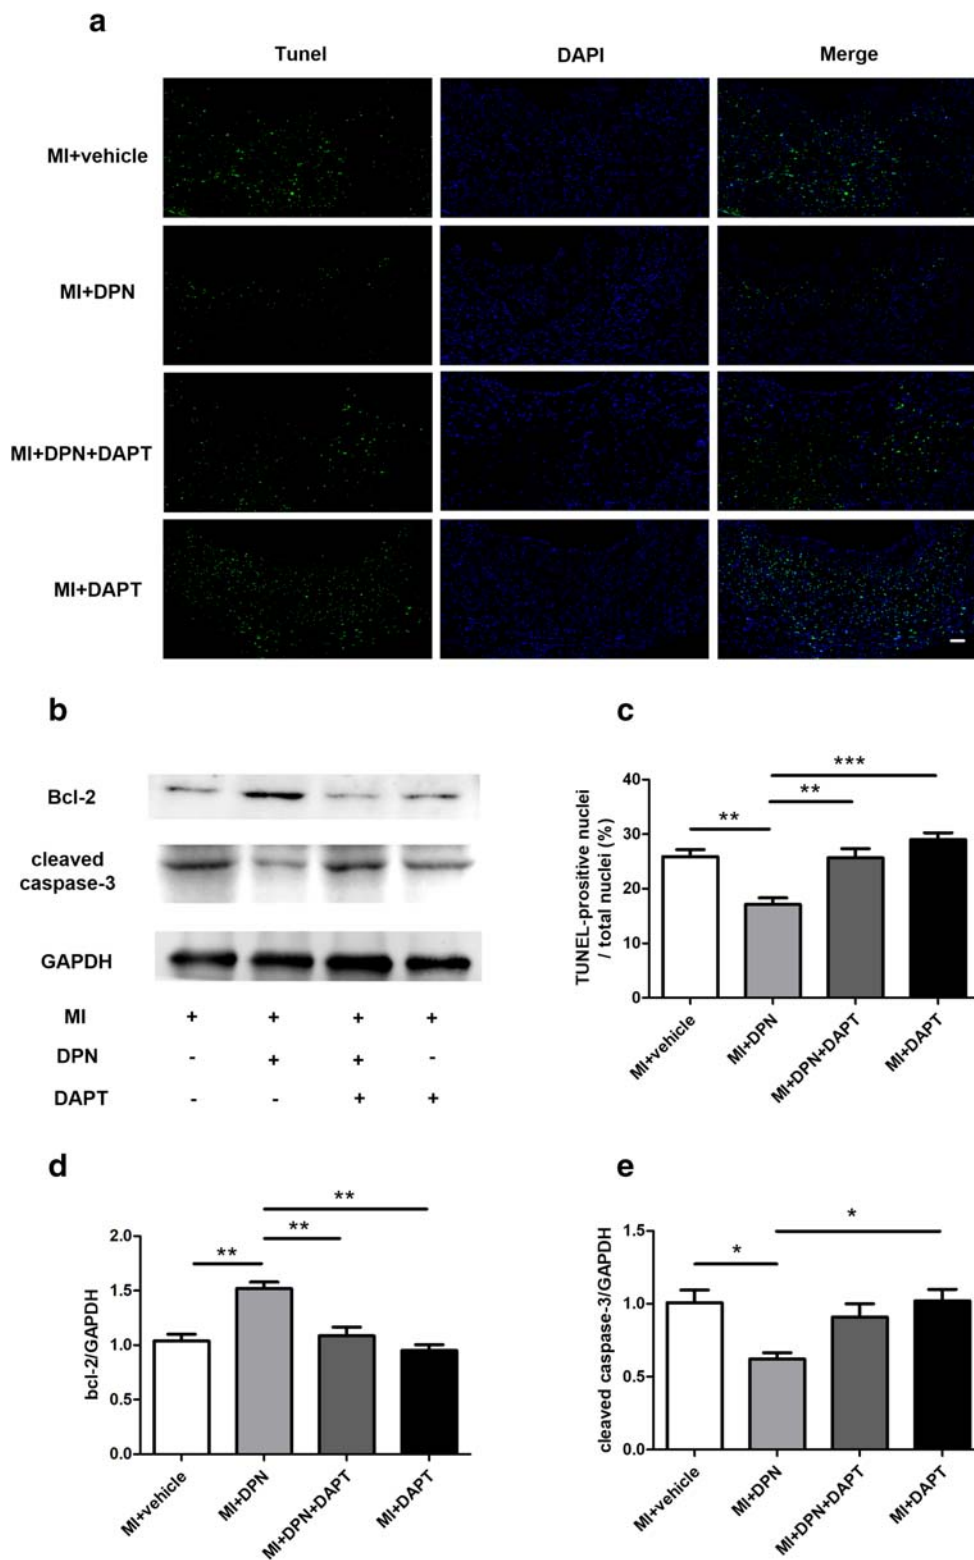 a
Tunel DAPI Merge
MI+vehicle
MI+DPN
MI+DPN+DAPT
MI+DAPT
b
Bcl-2
cleaved
caspase-3
GAPDH
MI + + + +
DPN - + + -
DAPT - - + +
c
TUNEL-prositive nuclei
/ total nuclei (%)
40
30
20
10
0
** ** ***
MI+vehicle
MI+DPN
MI+DPN+DAPT
MI+DAPT
d
bcl-2/GAPDH
2.0
1.5
1.0
0.5
0.0
** ** **
MI+vehicle
MI+DPN
MI+DPN+DAPT
MI+DAPT
e
cleaved caspase-3/GAPDH
1.5
1.0
0.5
0.0
* *
MI+vehicle
MI+DPN
MI+DPN+DAPT
MI+DAPT